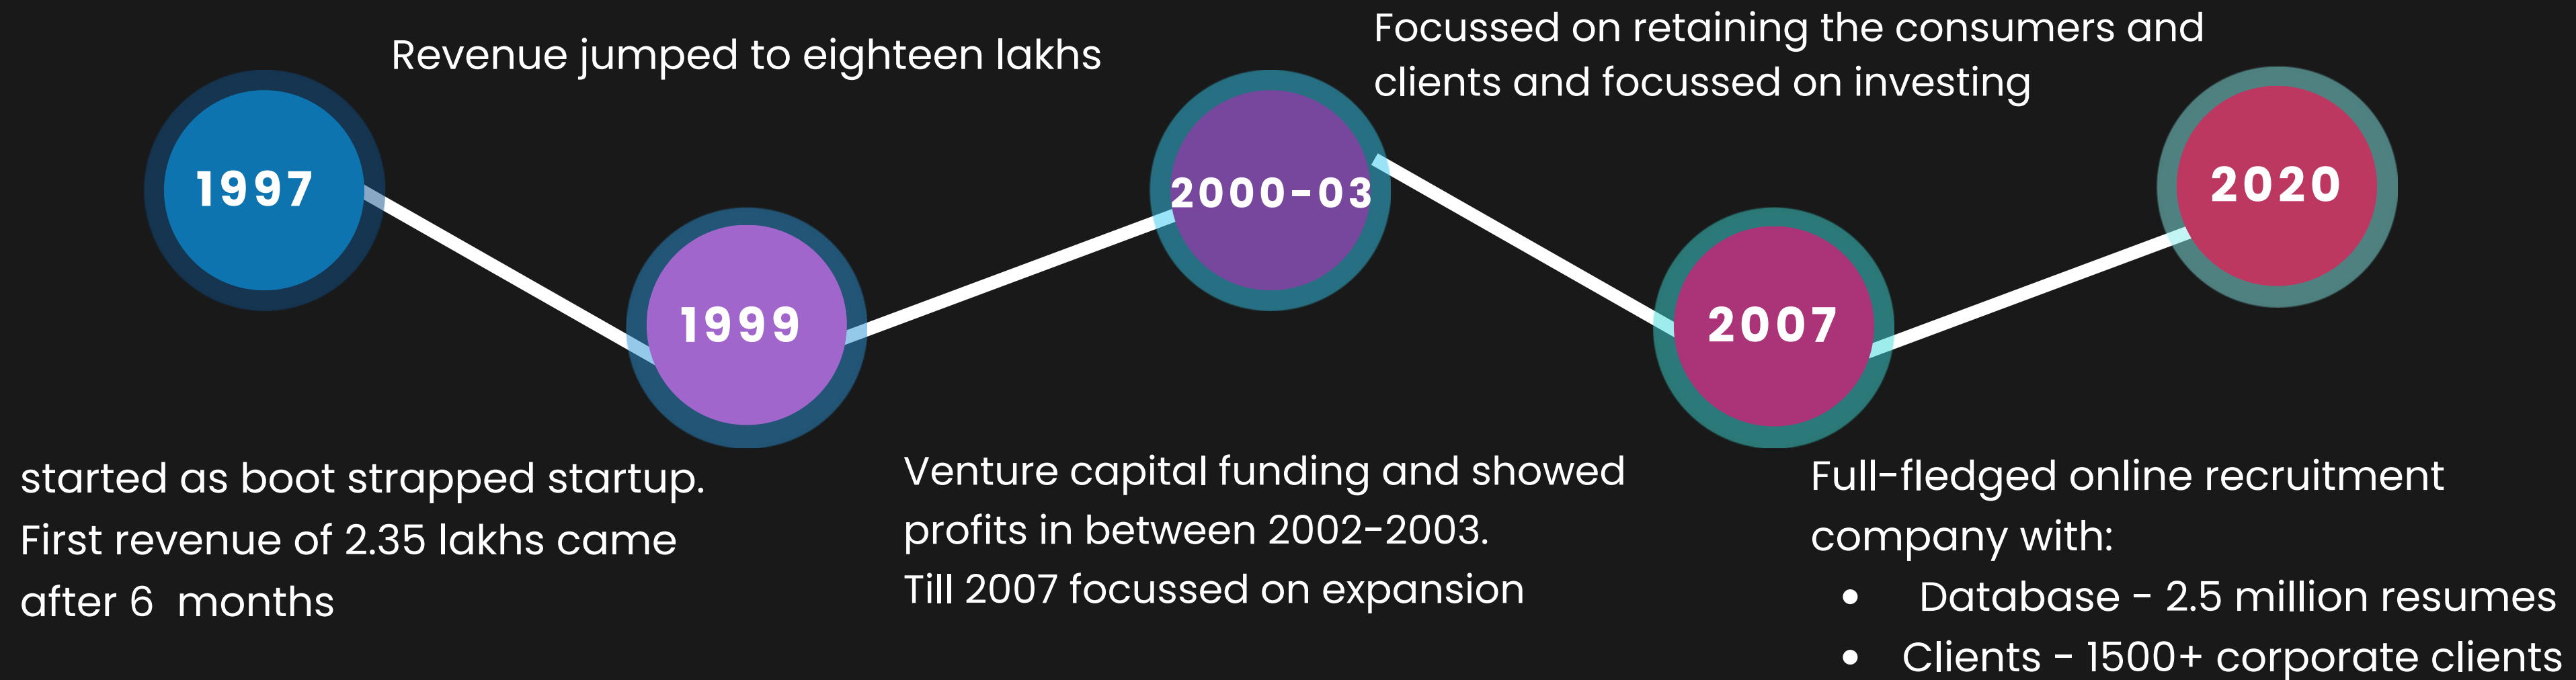 1997
started as boot strapped startup.
First revenue of 2.35 lakhs came
after 6 months
Revenue jumped to eighteen lakhs
1999
2000-03
Venture capital funding and showed
profits in between 2002-2003.
Till 2007 focussed on expansion
Focussed on retaining the consumers and
clients and focussed on investing
2007
2020
Full-fledged online recruitment
company with:
• Database - 2.5 million resumes
• Clients - 1500+ corporate clients